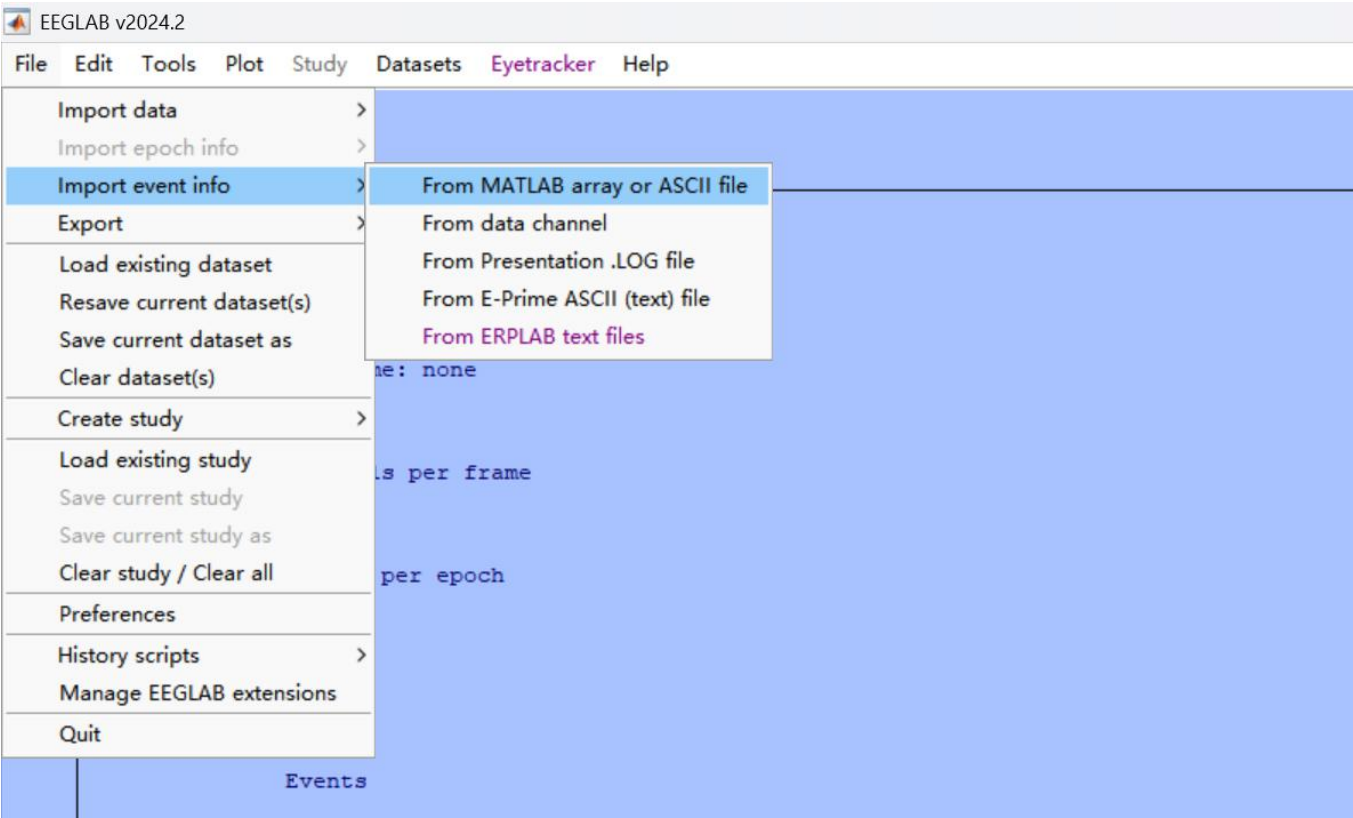 EEGLAB v2024.2
File Edit Tools Plot Study Datasets Eyetracker Help
Import data
Import epoch info
Import event info
Export
Load existing dataset
Resave current dataset(s)
Save current dataset as
Clear dataset(s)
Create study
Load existing study
Save current study
Save current study as
Clear study / Clear all
Preferences
History scripts
Manage EEGLAB extensions
Quit
From MATLAB array or ASCII file
From data channel
From Presentation .LOG file
From E-Prime ASCII (text) file
From ERPLAB text files
: none
per frame
per epoch
Events